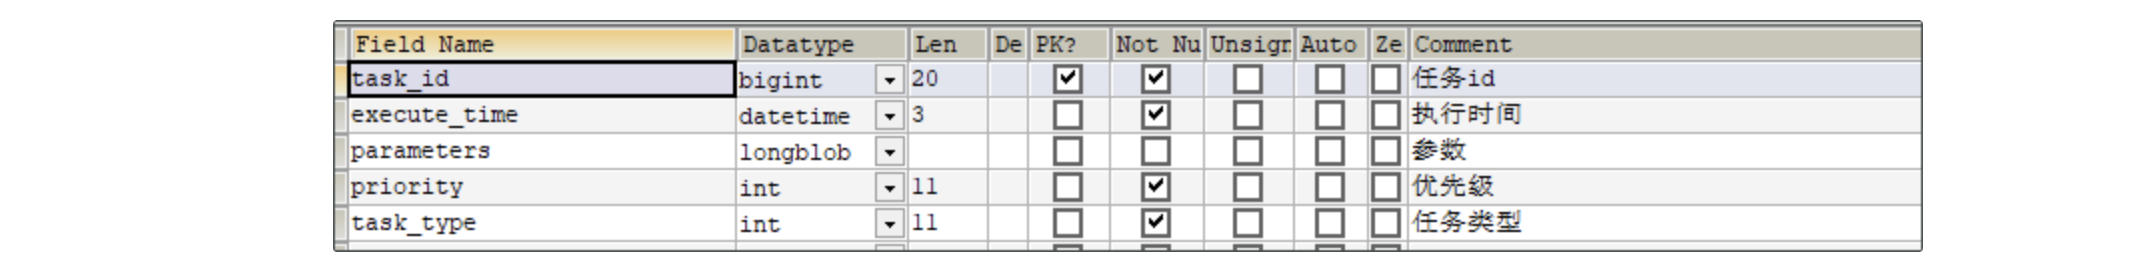 Field Name Datatype Len De PK? Not Nu Unsign Auto Ze Comment
task_id bigint 20 任务id
execute_time datetime 3 执行时间
parameters longblob 参数
priority int 11 优先级
task_type int 11 任务类型